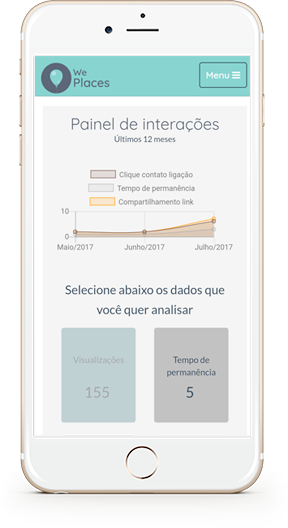 We
Places
Menu
Painel de interações
Últimos 12 meses
Clique contato ligação
Tempo de permanência
Compartilhamento link
10
0
Maio/2017 Junho/2017 Julho/2017
Selecione abaixo os dados que
você quer analisar
Visualizações
155
Tempo de
permanência
5